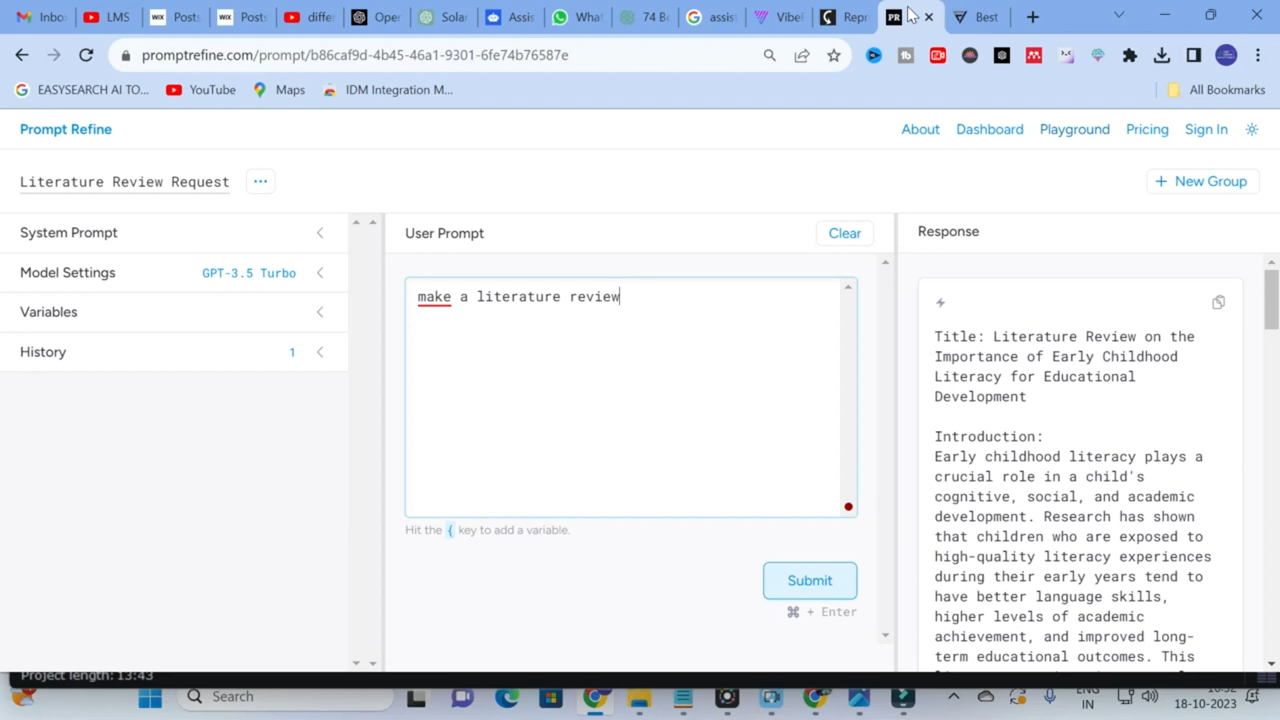 Inbo
LMS
WIX Posts
WIX Posts
differ
Oper
Solar
Assis
What
74 Be
assist
Vibe
Repr
PR
Best
promptrefine.com/prompt/b86caf9d-4b45-46a1-9301-6fe74b76587e
EASYSEARCH AI TO...
YouTube
Maps
IDM Integration M...
All Bookmarks
Prompt Refine
About
Dashboard
Playground
Pricing
Sign In
Literature Review Request
New Group
System Prompt
Model Settings
GPT-3.5 Turbo
Variables
History
1
User Prompt
Clear
make a literature review
Hit the { key to add a variable.
Submit
⌘ + Enter
Response
Title: Literature Review on the
Importance of Early Childhood
Literacy for Educational
Development
Introduction:
Early childhood literacy plays a
crucial role in a child's
cognitive, social, and academic
development. Research has shown
that children who are exposed to
high-quality literacy experiences
during their early years tend to
have better language skills,
higher levels of academic
achievement, and improved long-
term educational outcomes. This
Project length: 13:43
Search
ENG
IN
18-10-2023